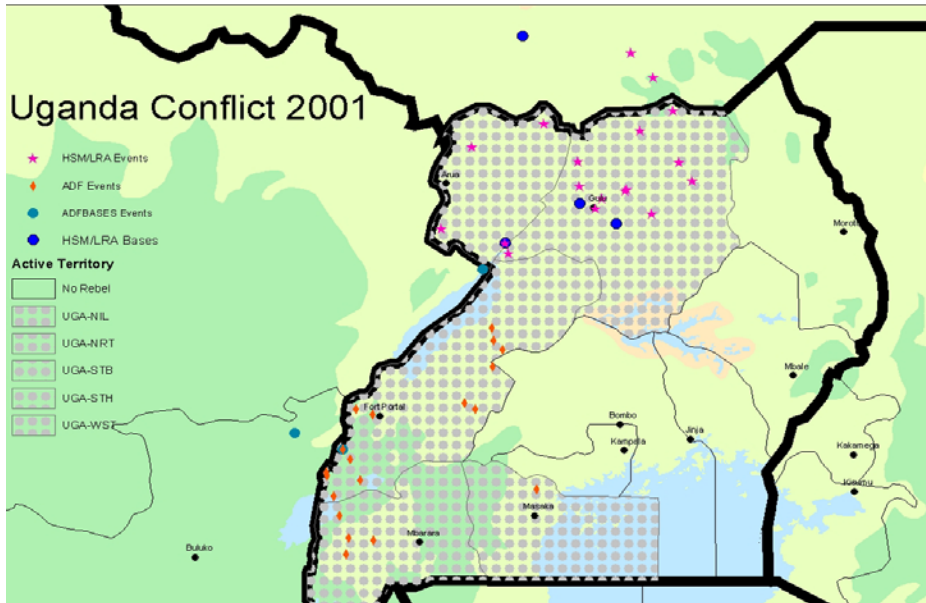 Uganda Conflict 2001
HSM/LRA Events
ADF Events
ADFBASES Events
HSM/LRA Bases
Active Territory
No Rebel
UGA-NIL
UGA-NRT
UGA-STB
UGA-STH
UGA-WST
Arua
Gulu
Moroto
Mbale
Fort Portal
Bombo
Kampala
Jinja
Kakamega
Kisumu
Masaka
Mbarara
Buluko